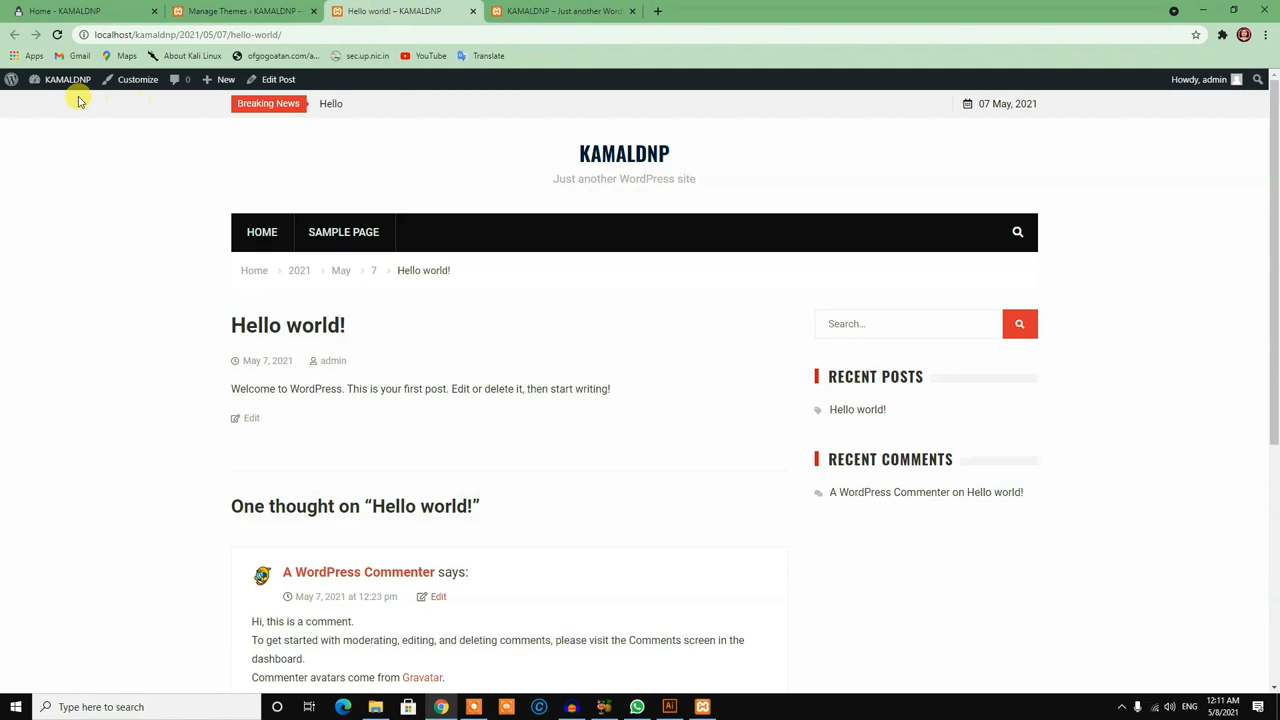 Home - KAMALDNP
Manage Themes - KAMALDNP
Hello world! - KAMALDNP
KAMALDNP – Just another Word
localhost/kamaldnp/2021/05/07/hello-world/
Apps
Gmail
Maps
About Kali Linux
ofgogoatan.com/a...
sec.up.nic.in
YouTube
Translate
KAMALDNP
Customize
0
New
Edit Post
Howdy, admin
Breaking News
Hello
07 May, 2021
KAMALDNP
Just another WordPress site
HOME
SAMPLE PAGE
Home > 2021 > May > 7 > Hello world!
Hello world!
May 7, 2021 admin
Welcome to WordPress. This is your first post. Edit or delete it, then start writing!
Edit
Search...
RECENT POSTS
Hello world!
RECENT COMMENTS
A WordPress Commenter on Hello world!
One thought on “Hello world!”
A WordPress Commenter says:
May 7, 2021 at 12:23 pm Edit
Hi, this is a comment.
To get started with moderating, editing, and deleting comments, please visit the Comments screen in the
dashboard.
Commenter avatars come from Gravatar.
Type here to search
Ai
ENG
12:11 AM
5/8/2021